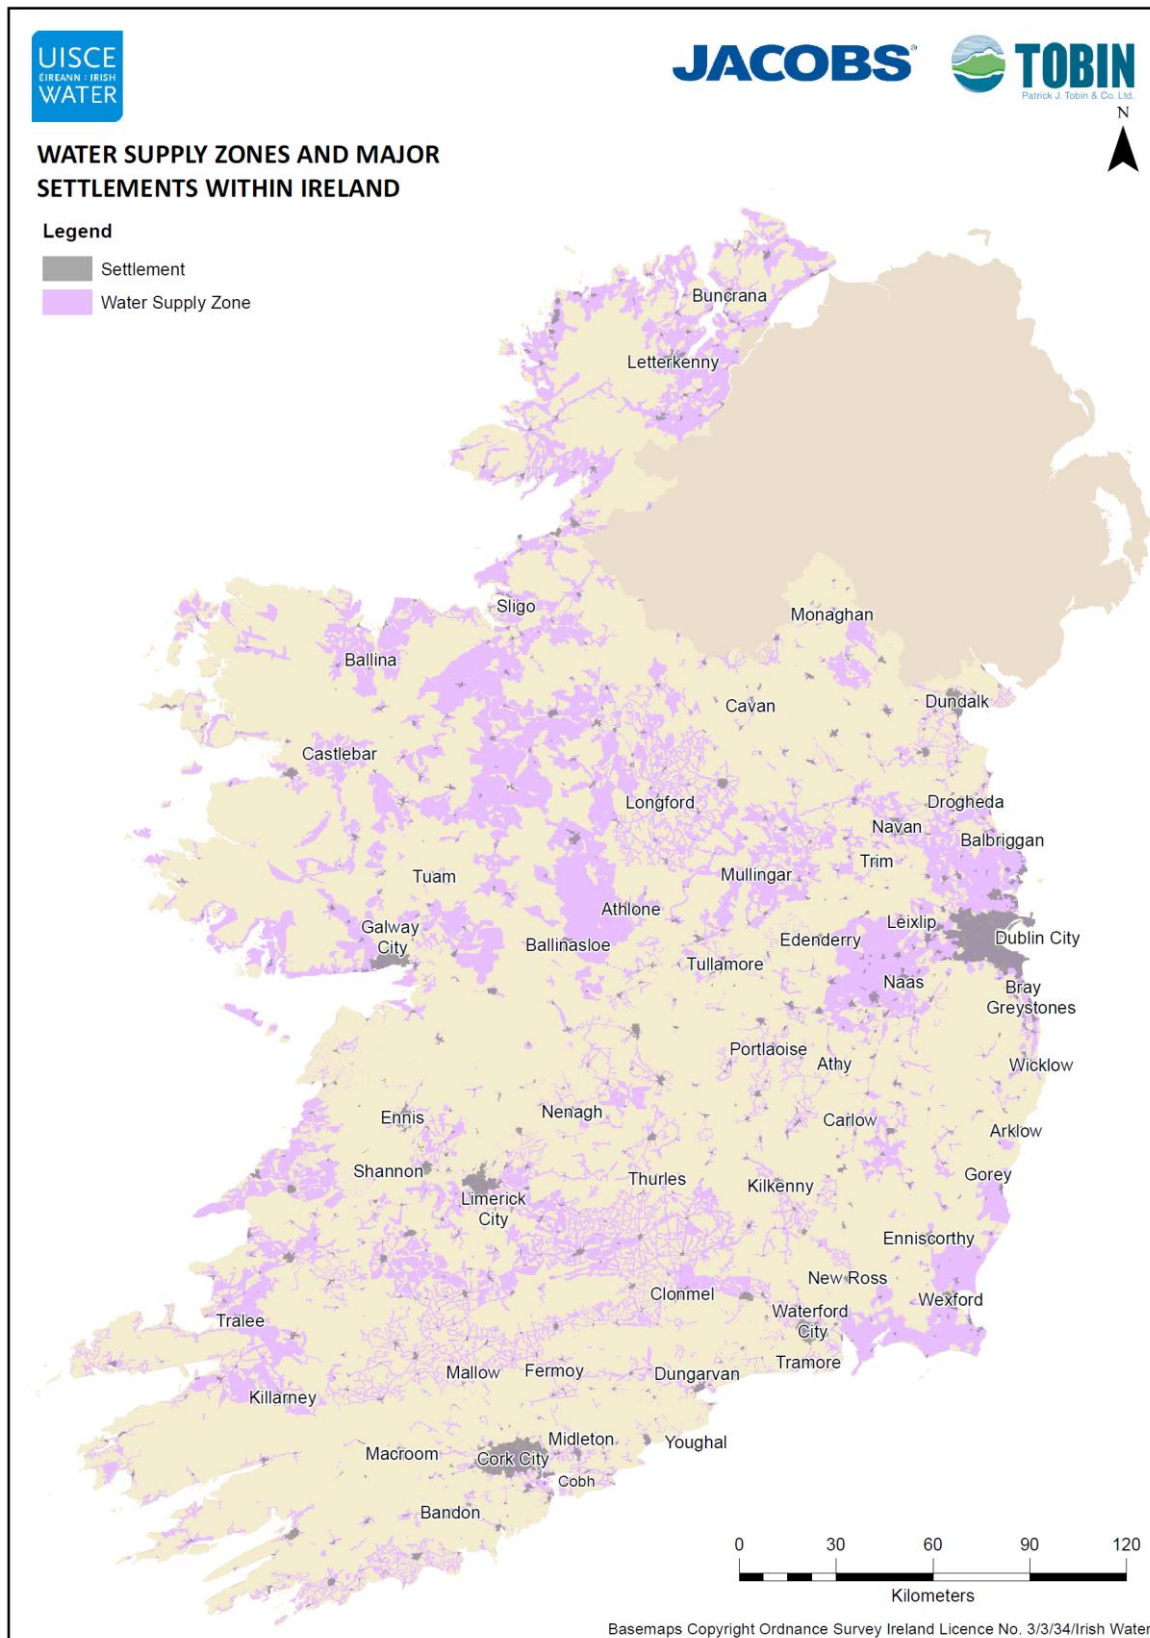 UISCE
ÉIREANN : IRISH
WATER
JACOBS®
TOBIN
Patrick J. Tobin & Co. Ltd.
N
WATER SUPPLY ZONES AND MAJOR
SETTLEMENTS WITHIN IRELAND
Legend
Settlement
Water Supply Zone
Buncrana
Letterkenny
Sligo
Monaghan
Ballina
Cavan
Dundalk
Castlebar
Longford
Drogheda
Navan
Balbriggan
Trim
Mullingar
Tuam
Athlone
Leixlip
Galway
City
Ballinasloe
Edenderry
Dublin City
Tullamore
Naas
Bray
Greystones
Portlaoise
Athy
Wicklow
Ennis
Nenagh
Carlow
Arklow
Shannon
Thurles
Kilkenny
Gorey
Limerick
City
Enniscorthy
New Ross
Clonmel
Wexford
Waterford
City
Tralee
Tramore
Mallow
Fermoy
Dungarvan
Killarney
Macroom
Cork City
Midleton
Youghal
Cobh
Bandon
0 30 60 90 120
Kilometers
Basemaps Copyright Ordnance Survey Ireland Licence No. 3/3/34/Irish Water